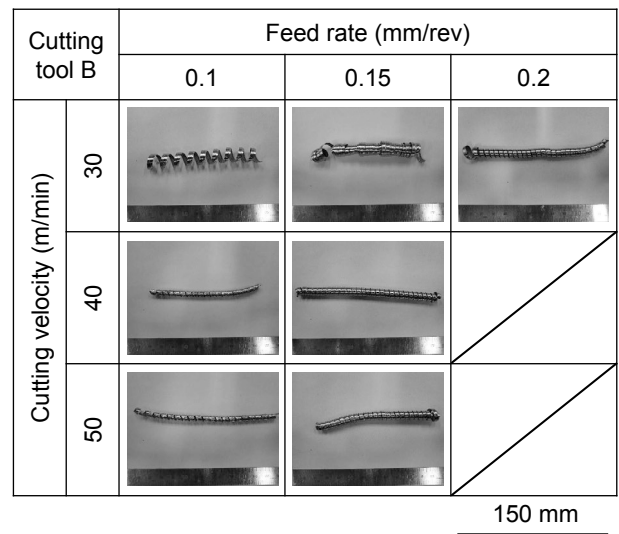 Cutting
tool B
Feed rate (mm/rev)
0.1
0.15
0.2
Cutting velocity (m/min)
30
40
50
150 mm